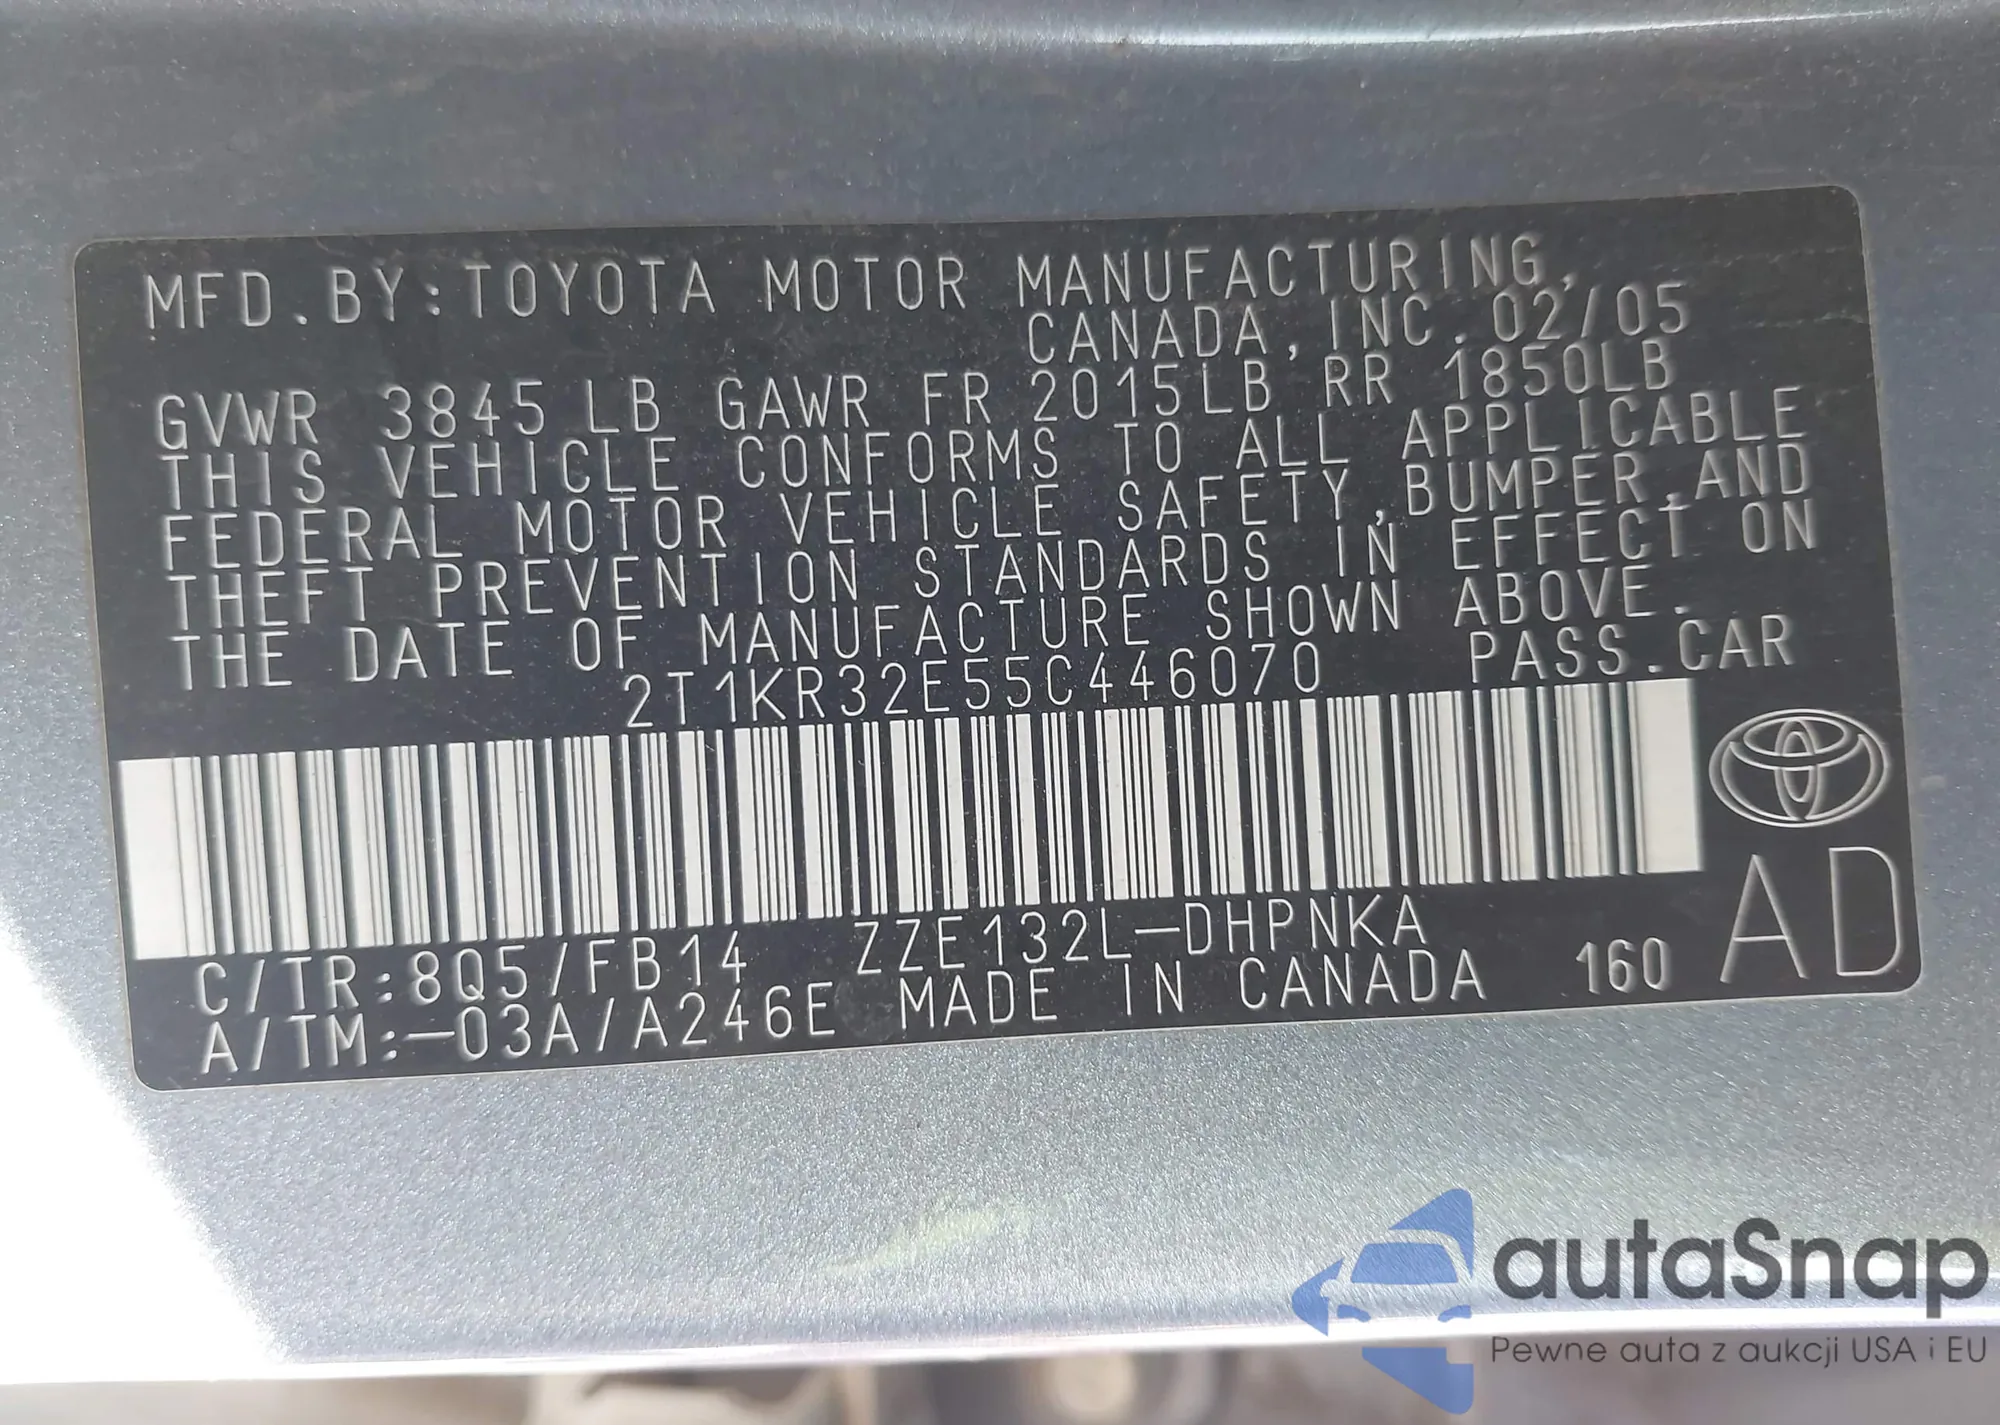 MFD.BY:TOYOTA MOTOR MANUFACTURING,
CANADA,INC. 02/05
GVWR 3845LB GAWR FR 2015LB RR 1850LB
THIS VEHICLE CONFORMS TO ALL APPLICABLE
FEDERAL MOTOR VEHICLE SAFETY,BUMPER,AND
THEFT PREVENTION STANDARDS IN EFFECT ON
THE DATE OF MANUFACTURE SHOWN ABOVE.
2T1KR32E55C446070 PASS.CAR
C/TR:8Q5/FB14 ZZE132L-DHPNKA
A/TM:-03A/A246E MADE IN CANADA 160
AD
autaSnap
Pewne auta z aukcji USA i EU